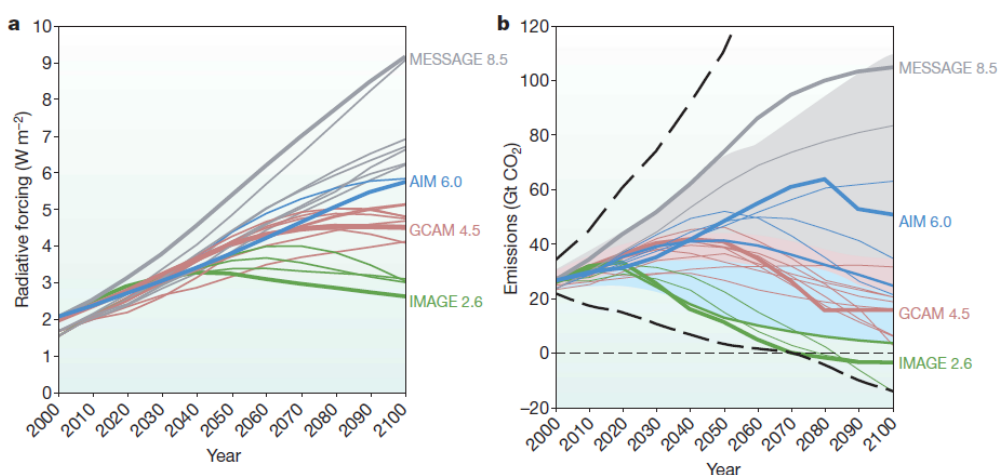 a
10
9
8
7
6
5
4
3
2
1
0
Radiative forcing (W m⁻²)
2000
2010
2020
2030
2040
2050
2060
2070
2080
2090
2100
Year
MESSAGE 8.5
AIM 6.0
GCAM 4.5
IMAGE 2.6
b
120
100
80
60
40
20
0
–20
Emissions (Gt CO₂)
2000
2010
2020
2030
2040
2050
2060
2070
2080
2090
2100
Year
MESSAGE 8.5
AIM 6.0
GCAM 4.5
IMAGE 2.6